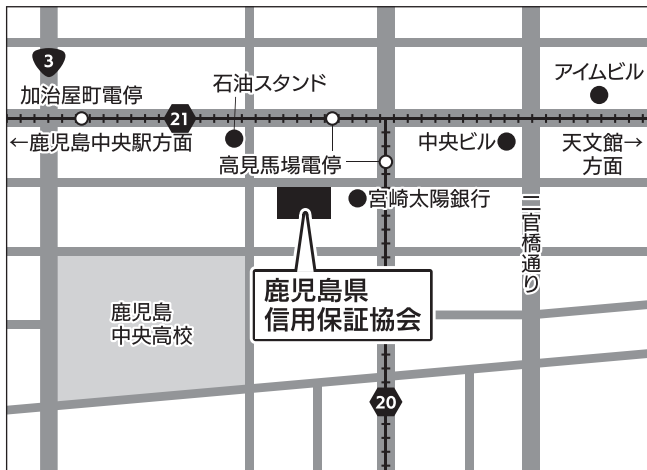 3
加治屋町電停
石油スタンド
アイムビル
21
←鹿児島中央駅方面
高見馬場電停
中央ビル
天文館→
方面
宮崎太陽銀行
二官橋通り
鹿児島県
信用保証協会
鹿児島
中央高校
20